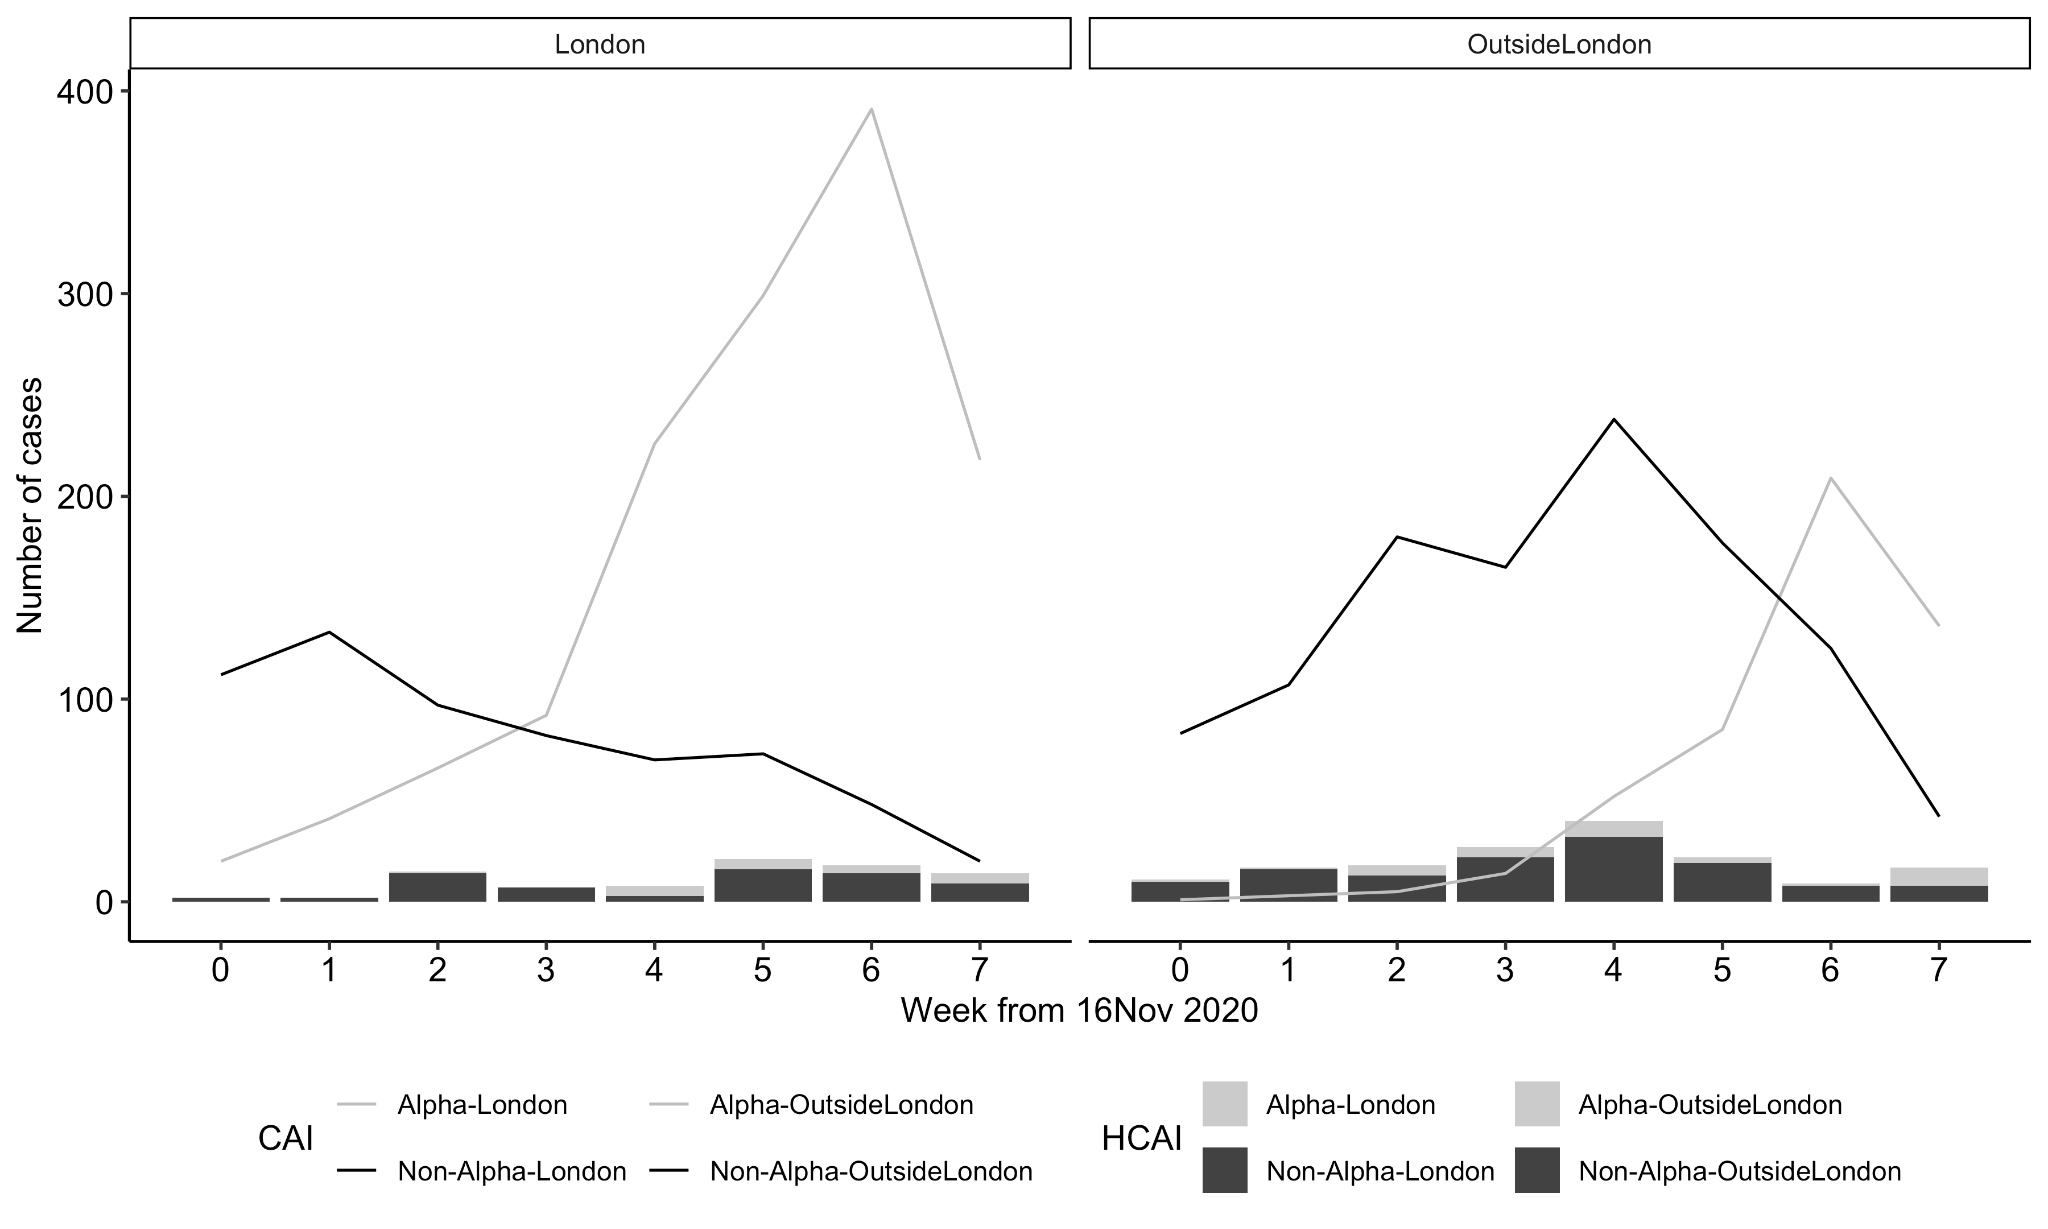 London
OutsideLondon
400
300
200
100
0
Number of cases
0 1 2 3 4 5 6 7
0 1 2 3 4 5 6 7
Week from 16Nov 2020
CAI
Alpha-London
Alpha-OutsideLondon
Non-Alpha-London
Non-Alpha-OutsideLondon
HCAI
Alpha-London
Alpha-OutsideLondon
Non-Alpha-London
Non-Alpha-OutsideLondon